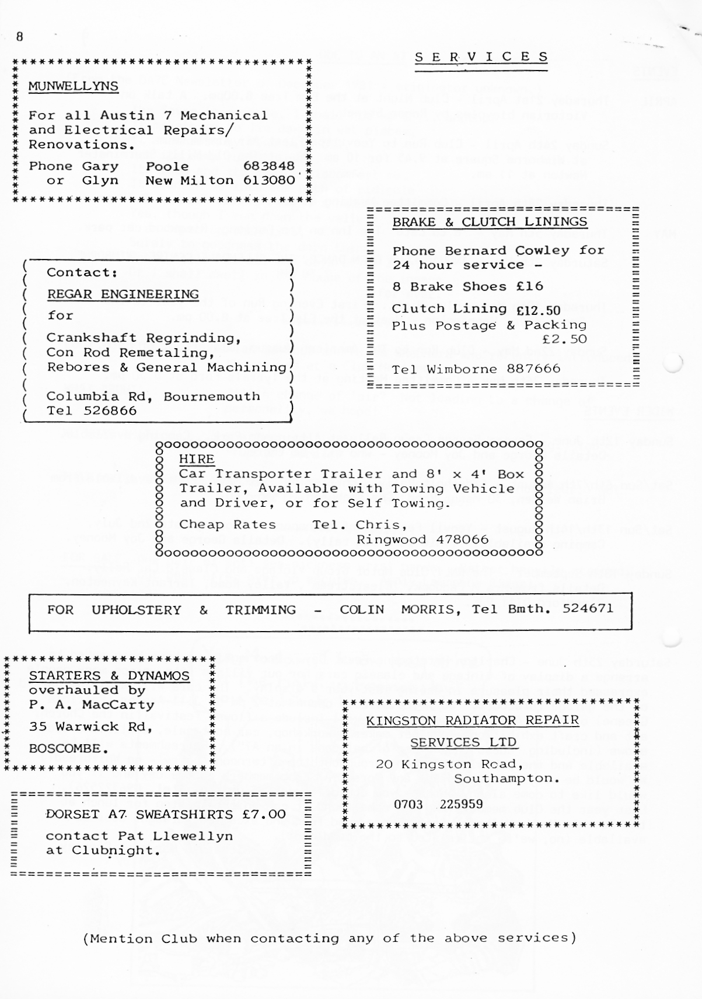 8
S E R V I C E S
MUNWELLYNS
For all Austin 7 Mechanical
and Electrical Repairs/
Renovations.
Phone Gary Poole 683848
or Glyn New Milton 613080
BRAKE & CLUTCH LININGS
Phone Bernard Cowley for
24 hour service -
8 Brake Shoes £16
Clutch Lining £12.50
Plus Postage & Packing
£2.50
Tel Wimborne 887666
Contact:
REGAR ENGINEERING
for
Crankshaft Regrinding,
Con Rod Remetaling,
Rebores & General Machining
Columbia Rd, Bournemouth
Tel 526866
HIRE
Car Transporter Trailer and 8' x 4' Box
Trailer, Available with Towing Vehicle
and Driver, or for Self Towing.
Cheap Rates Tel. Chris,
Ringwood 478066
FOR UPHOLSTERY & TRIMMING - COLIN MORRIS, Tel Bmth. 524671
STARTERS & DYNAMOS
overhauled by
P. A. MacCarty
35 Warwick Rd,
BOSCOMBE.
KINGSTON RADIATOR REPAIR
SERVICES LTD
20 Kingston Road,
Southampton.
0703 225959
DORSET A7 SWEATSHIRTS £7.00
contact Pat Llewellyn
at Clubnight.
(Mention Club when contacting any of the above services)